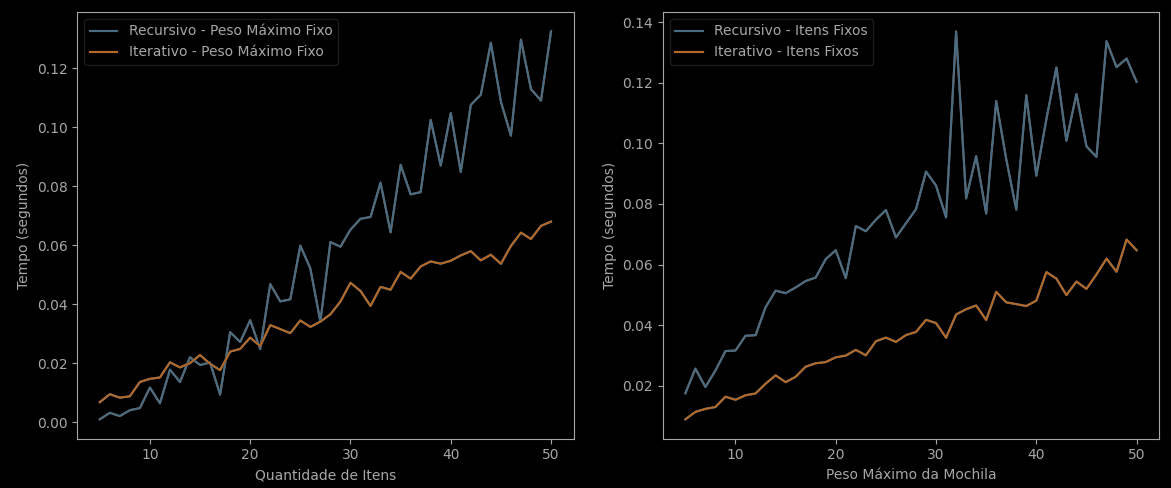 Recursivo - Peso Máximo Fixo
Iterativo - Peso Máximo Fixo
0.12
0.10
0.08
0.06
0.04
0.02
0.00
Tempo (segundos)
10 20 30 40 50
Quantidade de Itens
Recursivo - Itens Fixos
Iterativo - Itens Fixos
0.14
0.12
0.10
0.08
0.06
0.04
0.02
Tempo (segundos)
10 20 30 40 50
Peso Máximo da Mochila